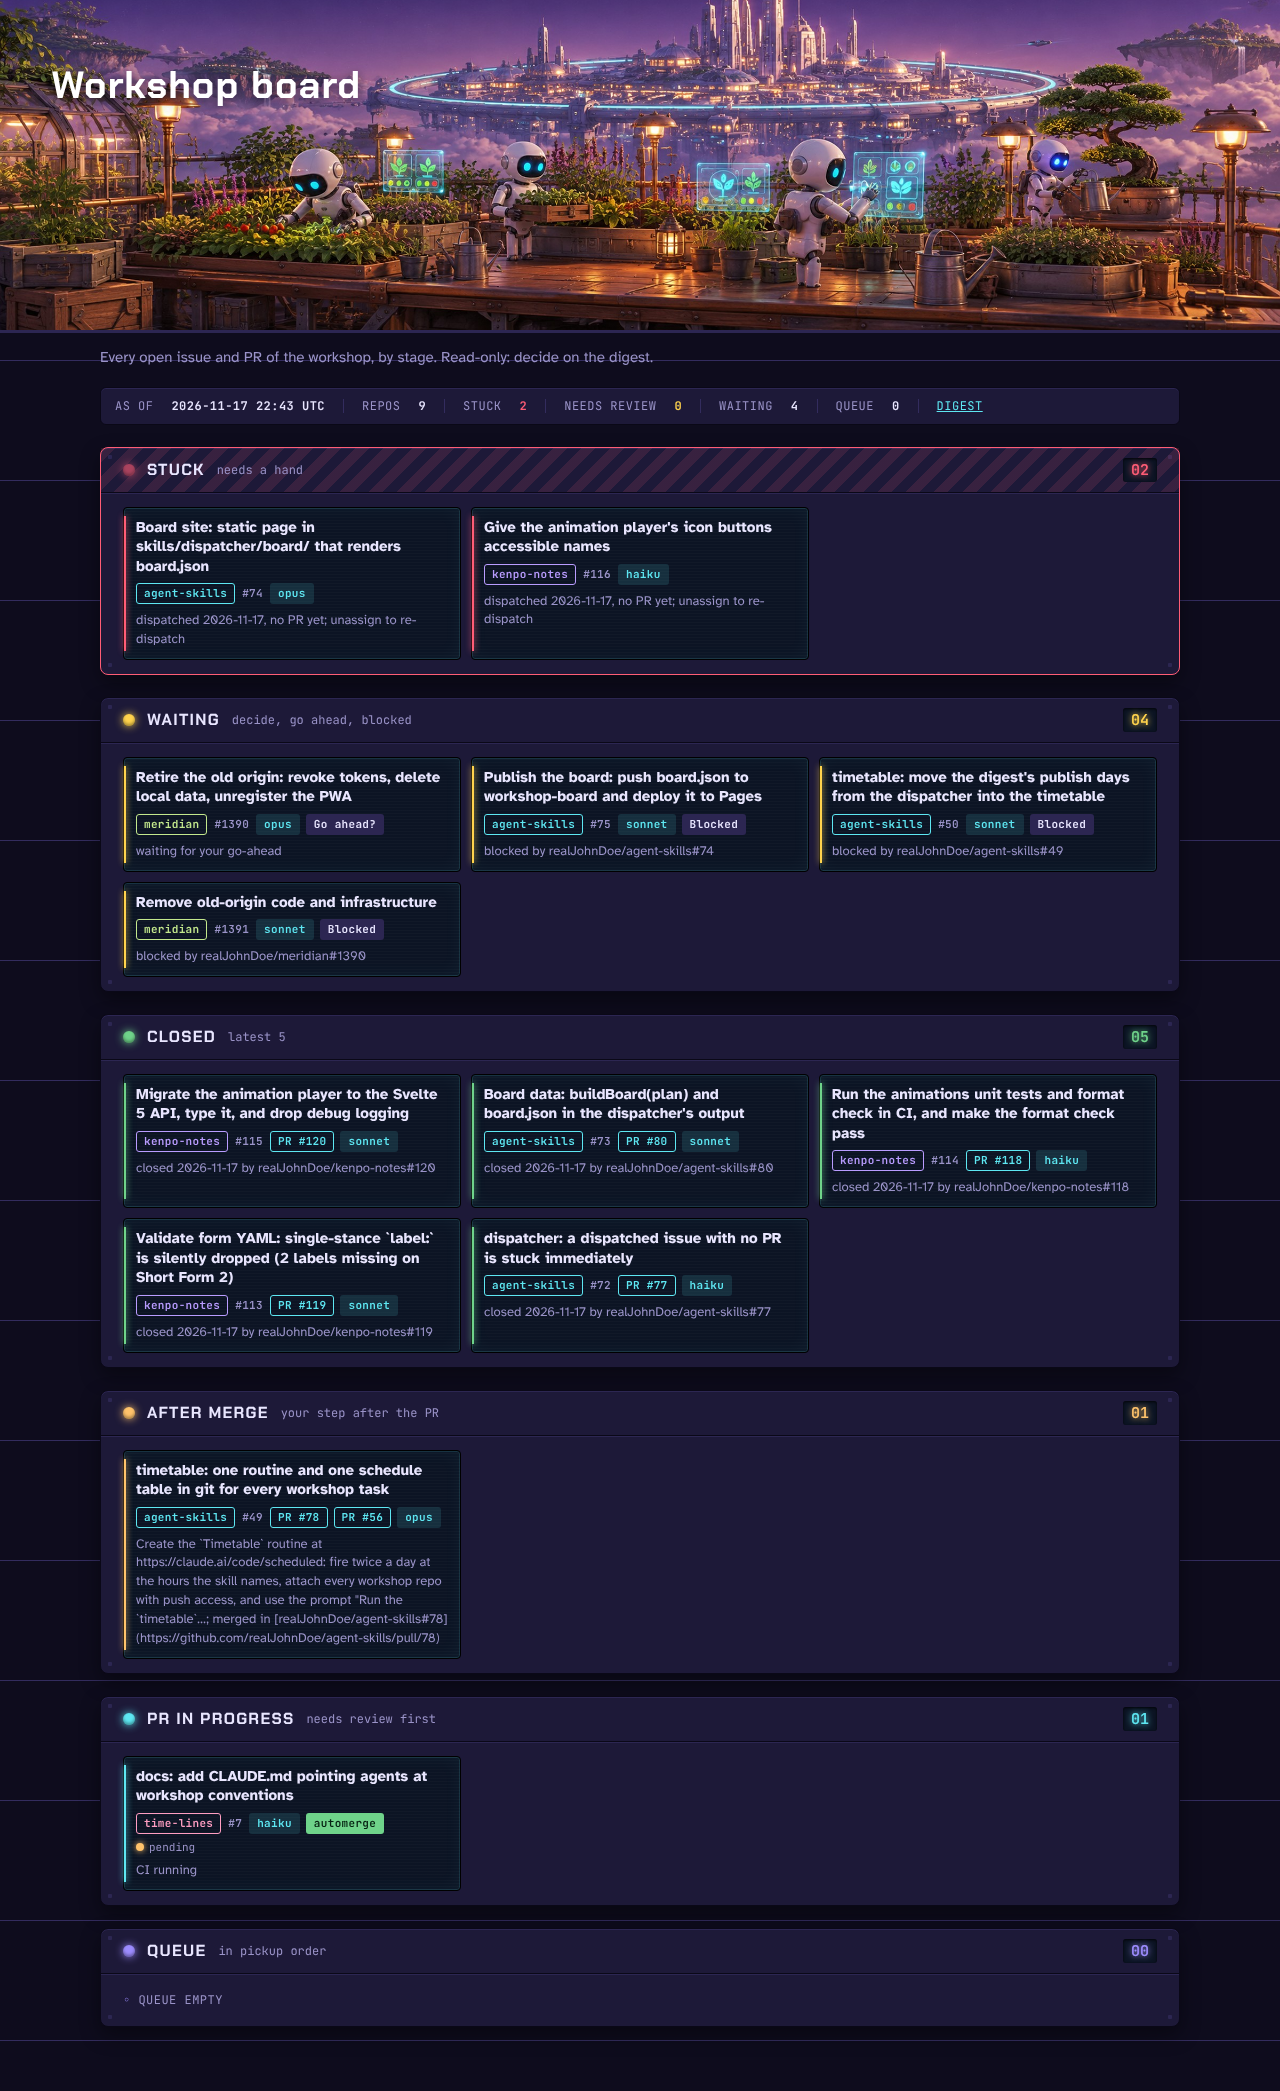 Workshop board
Every open issue and PR of the workshop, by stage. Read-only: decide on the digest.
AS OF 2026-11-17 22:43 UTC REPOS 9 STUCK 2 NEEDS REVIEW 0 WAITING 4 QUEUE 0 DIGEST
STUCK needs a hand 02
Board site: static page in
skills/dispatcher/board/ that renders
board.json
agent-skills #74 opus
dispatched 2026-11-17, no PR yet; unassign to re-
dispatch
Give the animation player's icon buttons
accessible names
kenpo-notes #116 haiku
dispatched 2026-11-17, no PR yet; unassign to re-
dispatch
WAITING decide, go ahead, blocked 04
Retire the old origin: revoke tokens, delete
local data, unregister the PWA
meridian #1390 opus Go ahead?
waiting for your go-ahead
Publish the board: push board.json to
workshop-board and deploy it to Pages
agent-skills #75 sonnet Blocked
blocked by realJohnDoe/agent-skills#74
timetable: move the digest's publish days
from the dispatcher into the timetable
agent-skills #50 sonnet Blocked
blocked by realJohnDoe/agent-skills#49
Remove old-origin code and infrastructure
meridian #1391 sonnet Blocked
blocked by realJohnDoe/meridian#1390
CLOSED latest 5 05
Migrate the animation player to the Svelte
5 API, type it, and drop debug logging
kenpo-notes #115 PR #120 sonnet
closed 2026-11-17 by realJohnDoe/kenpo-notes#120
Board data: buildBoard(plan) and
board.json in the dispatcher's output
agent-skills #73 PR #80 sonnet
closed 2026-11-17 by realJohnDoe/agent-skills#80
Run the animations unit tests and format
check in CI, and make the format check
pass
kenpo-notes #114 PR #118 haiku
closed 2026-11-17 by realJohnDoe/kenpo-notes#118
Validate form YAML: single-stance `label:`
is silently dropped (2 labels missing on
Short Form 2)
kenpo-notes #113 PR #119 sonnet
closed 2026-11-17 by realJohnDoe/kenpo-notes#119
dispatcher: a dispatched issue with no PR
is stuck immediately
agent-skills #72 PR #77 haiku
closed 2026-11-17 by realJohnDoe/agent-skills#77
AFTER MERGE your step after the PR 01
timetable: one routine and one schedule
table in git for every workshop task
agent-skills #49 PR #78 PR #56 opus
Create the `Timetable` routine at
https://claude.ai/code/scheduled: fire twice a day at
the hours the skill names, attach every workshop repo
with push access, and use the prompt "Run the
`timetable`…; merged in [realJohnDoe/agent-skills#78]
(https://github.com/realJohnDoe/agent-skills/pull/78)
PR IN PROGRESS needs review first 01
docs: add CLAUDE.md pointing agents at
workshop conventions
time-lines #7 haiku automerge
pending
CI running
QUEUE in pickup order 00
◦ QUEUE EMPTY